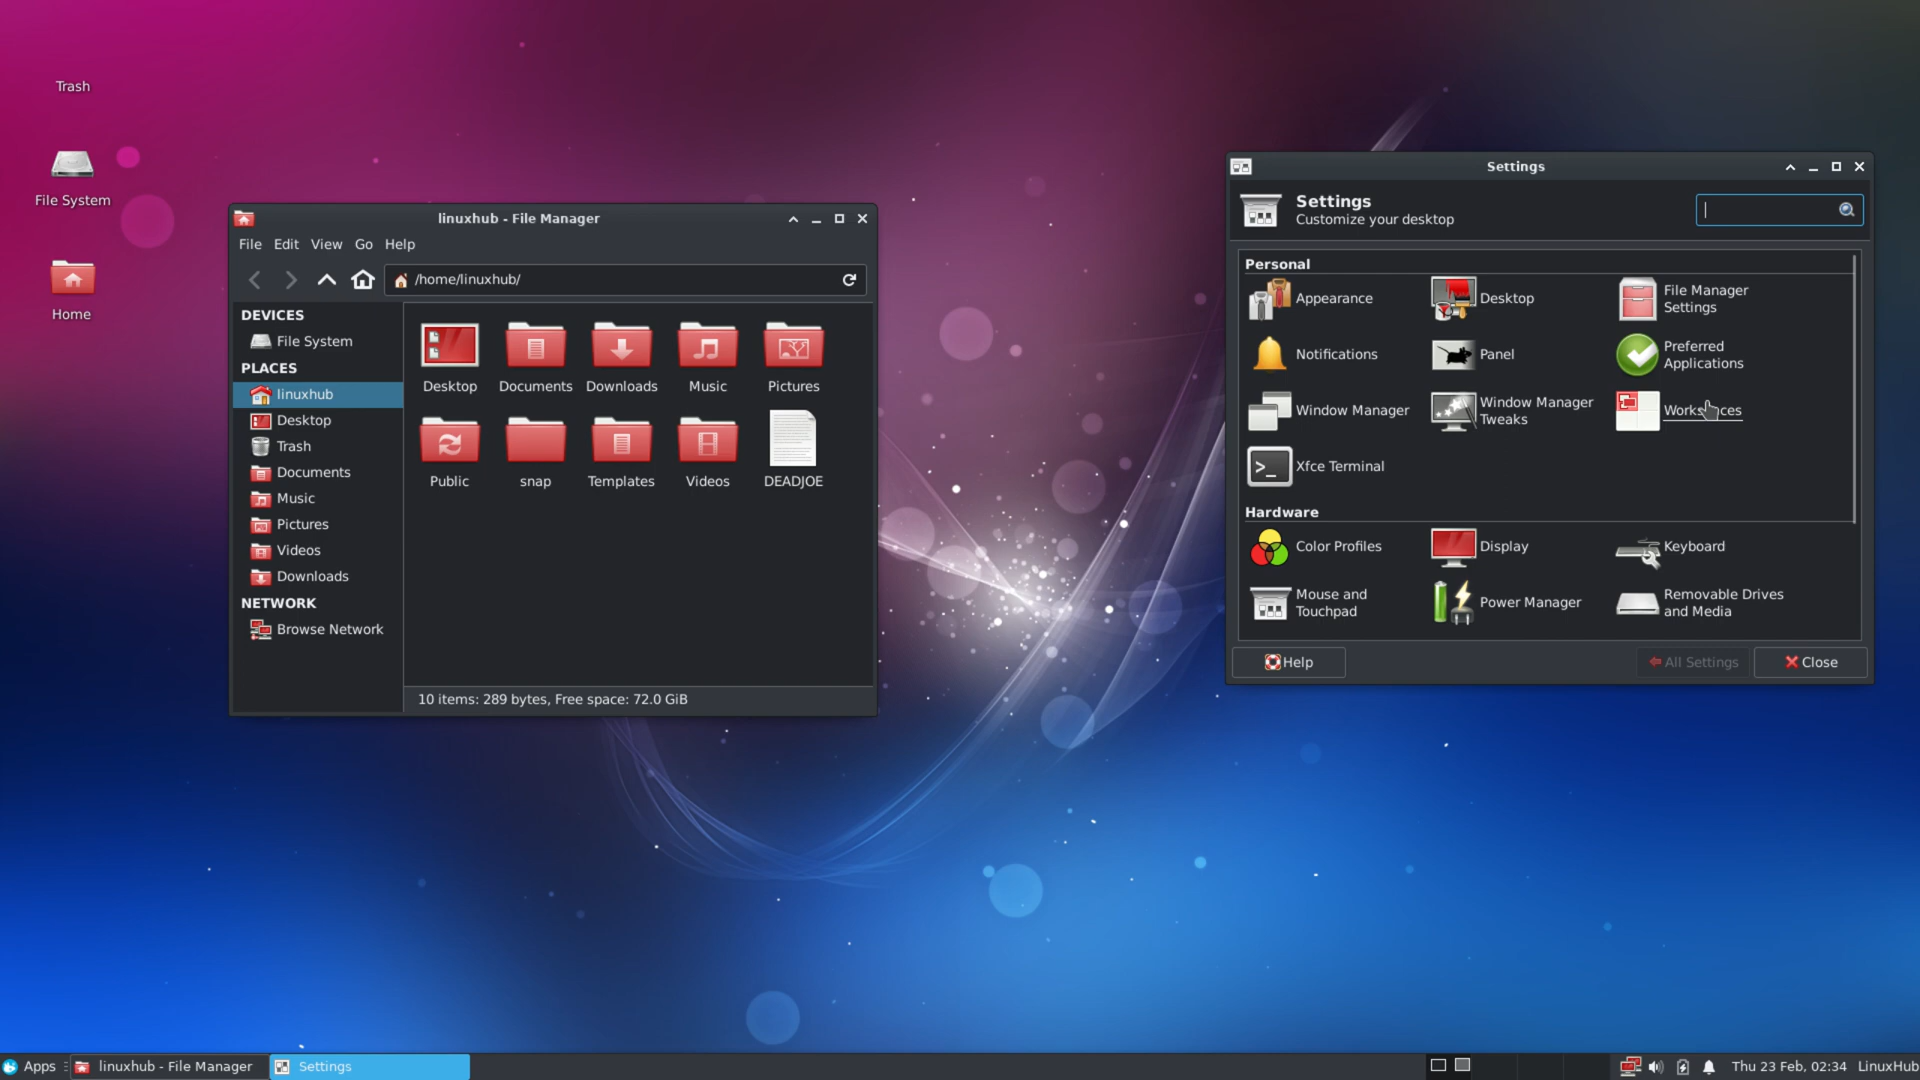 Trash
File System
Home
linuxhub - File Manager
File Edit View Go Help
/home/linuxhub/
DEVICES
File System
PLACES
linuxhub
Desktop
Trash
Documents
Music
Pictures
Videos
Downloads
NETWORK
Browse Network
Desktop Documents Downloads Music Pictures
Public snap Templates Videos DEADJOE
10 items: 289 bytes, Free space: 72.0 GiB
Settings
Settings
Customize your desktop
Personal
Appearance
Desktop
File Manager
Settings
Notifications
Panel
Preferred
Applications
Window Manager
Window Manager
Tweaks
Xfce Terminal
Hardware
Color Profiles
Display
Keyboard
Mouse and
Touchpad
Power Manager
Removable Drives
and Media
Help
All Settings
Close
Apps
linuxhub - File Manager
Settings
Thu 23 Feb, 02:34
LinuxHub